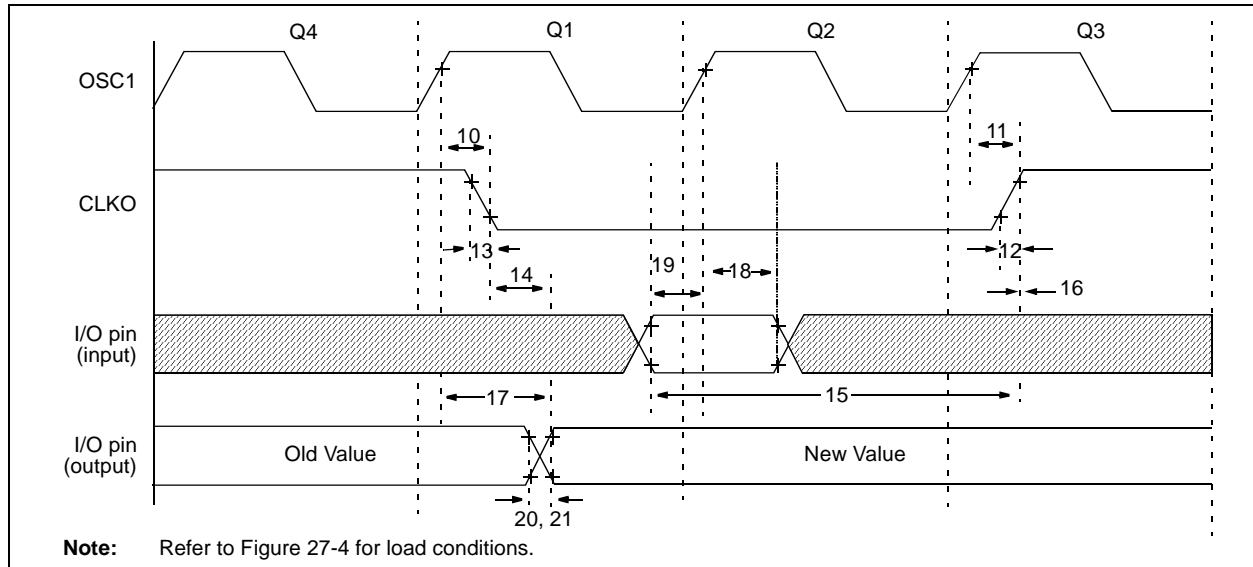 Q4 Q1 Q2 Q3
OSC1
10 11
CLKO
13 12
14 19 18
16
I/O pin
(input)
17 15
I/O pin
(output)
Old Value New Value
20, 21
Note: Refer to Figure 27-4 for load conditions.